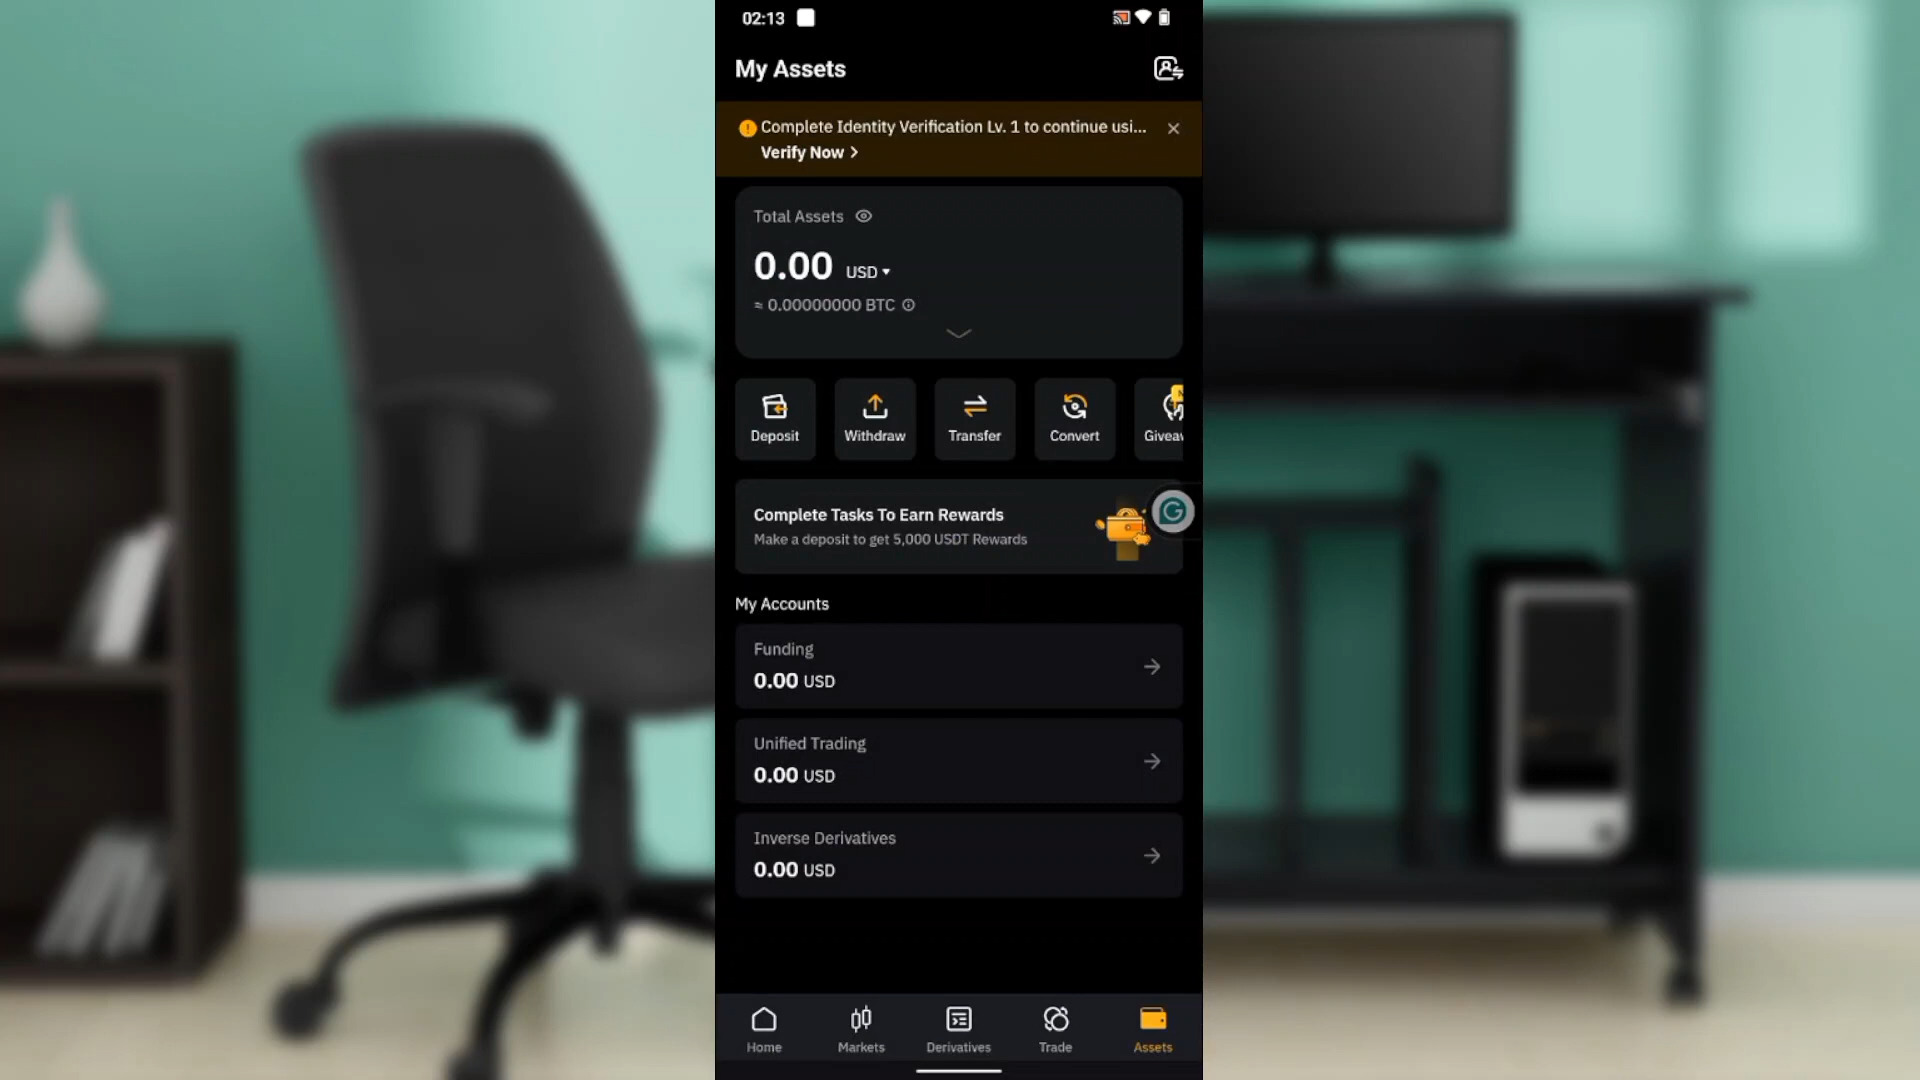 02:13
My Assets
Complete Identity Verification Lv. 1 to continue usi...
Verify Now >
Total Assets
0.00 USD
≈ 0.00000000 BTC
Deposit
Withdraw
Transfer
Convert
Giveav
Complete Tasks To Earn Rewards
Make a deposit to get 5,000 USDT Rewards
My Accounts
Funding
0.00 USD
Unified Trading
0.00 USD
Inverse Derivatives
0.00 USD
Home
Markets
Derivatives
Trade
Assets